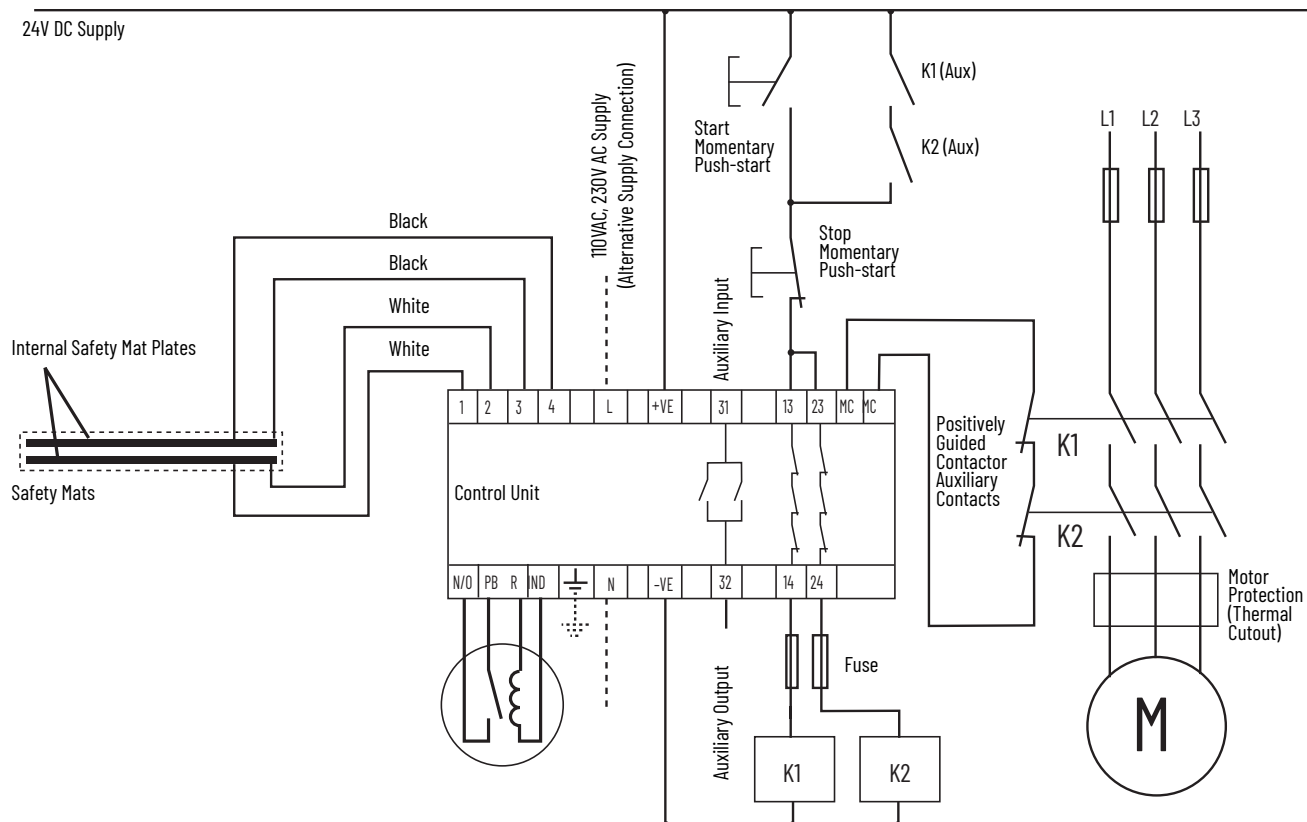 24V DC Supply
110VAC, 230V AC Supply
(Alternative Supply Connection)
K1 (Aux)
K2 (Aux)
Start
Momentary
Push-start
L1 L2 L3
Black
Black
White
White
Stop
Momentary
Push-start
Auxiliary Input
Internal Safety Mat Plates
Safety Mats
1 2 3 4 L +VE 31 13 23 MC MC
Control Unit
Positively
Guided
Contactor
Auxiliary
Contacts
K1
K2
N/O PB R IND N -VE 32 14 24
Motor
Protection
(Thermal
Cutout)
Auxiliary Output
Fuse
K1
K2
M